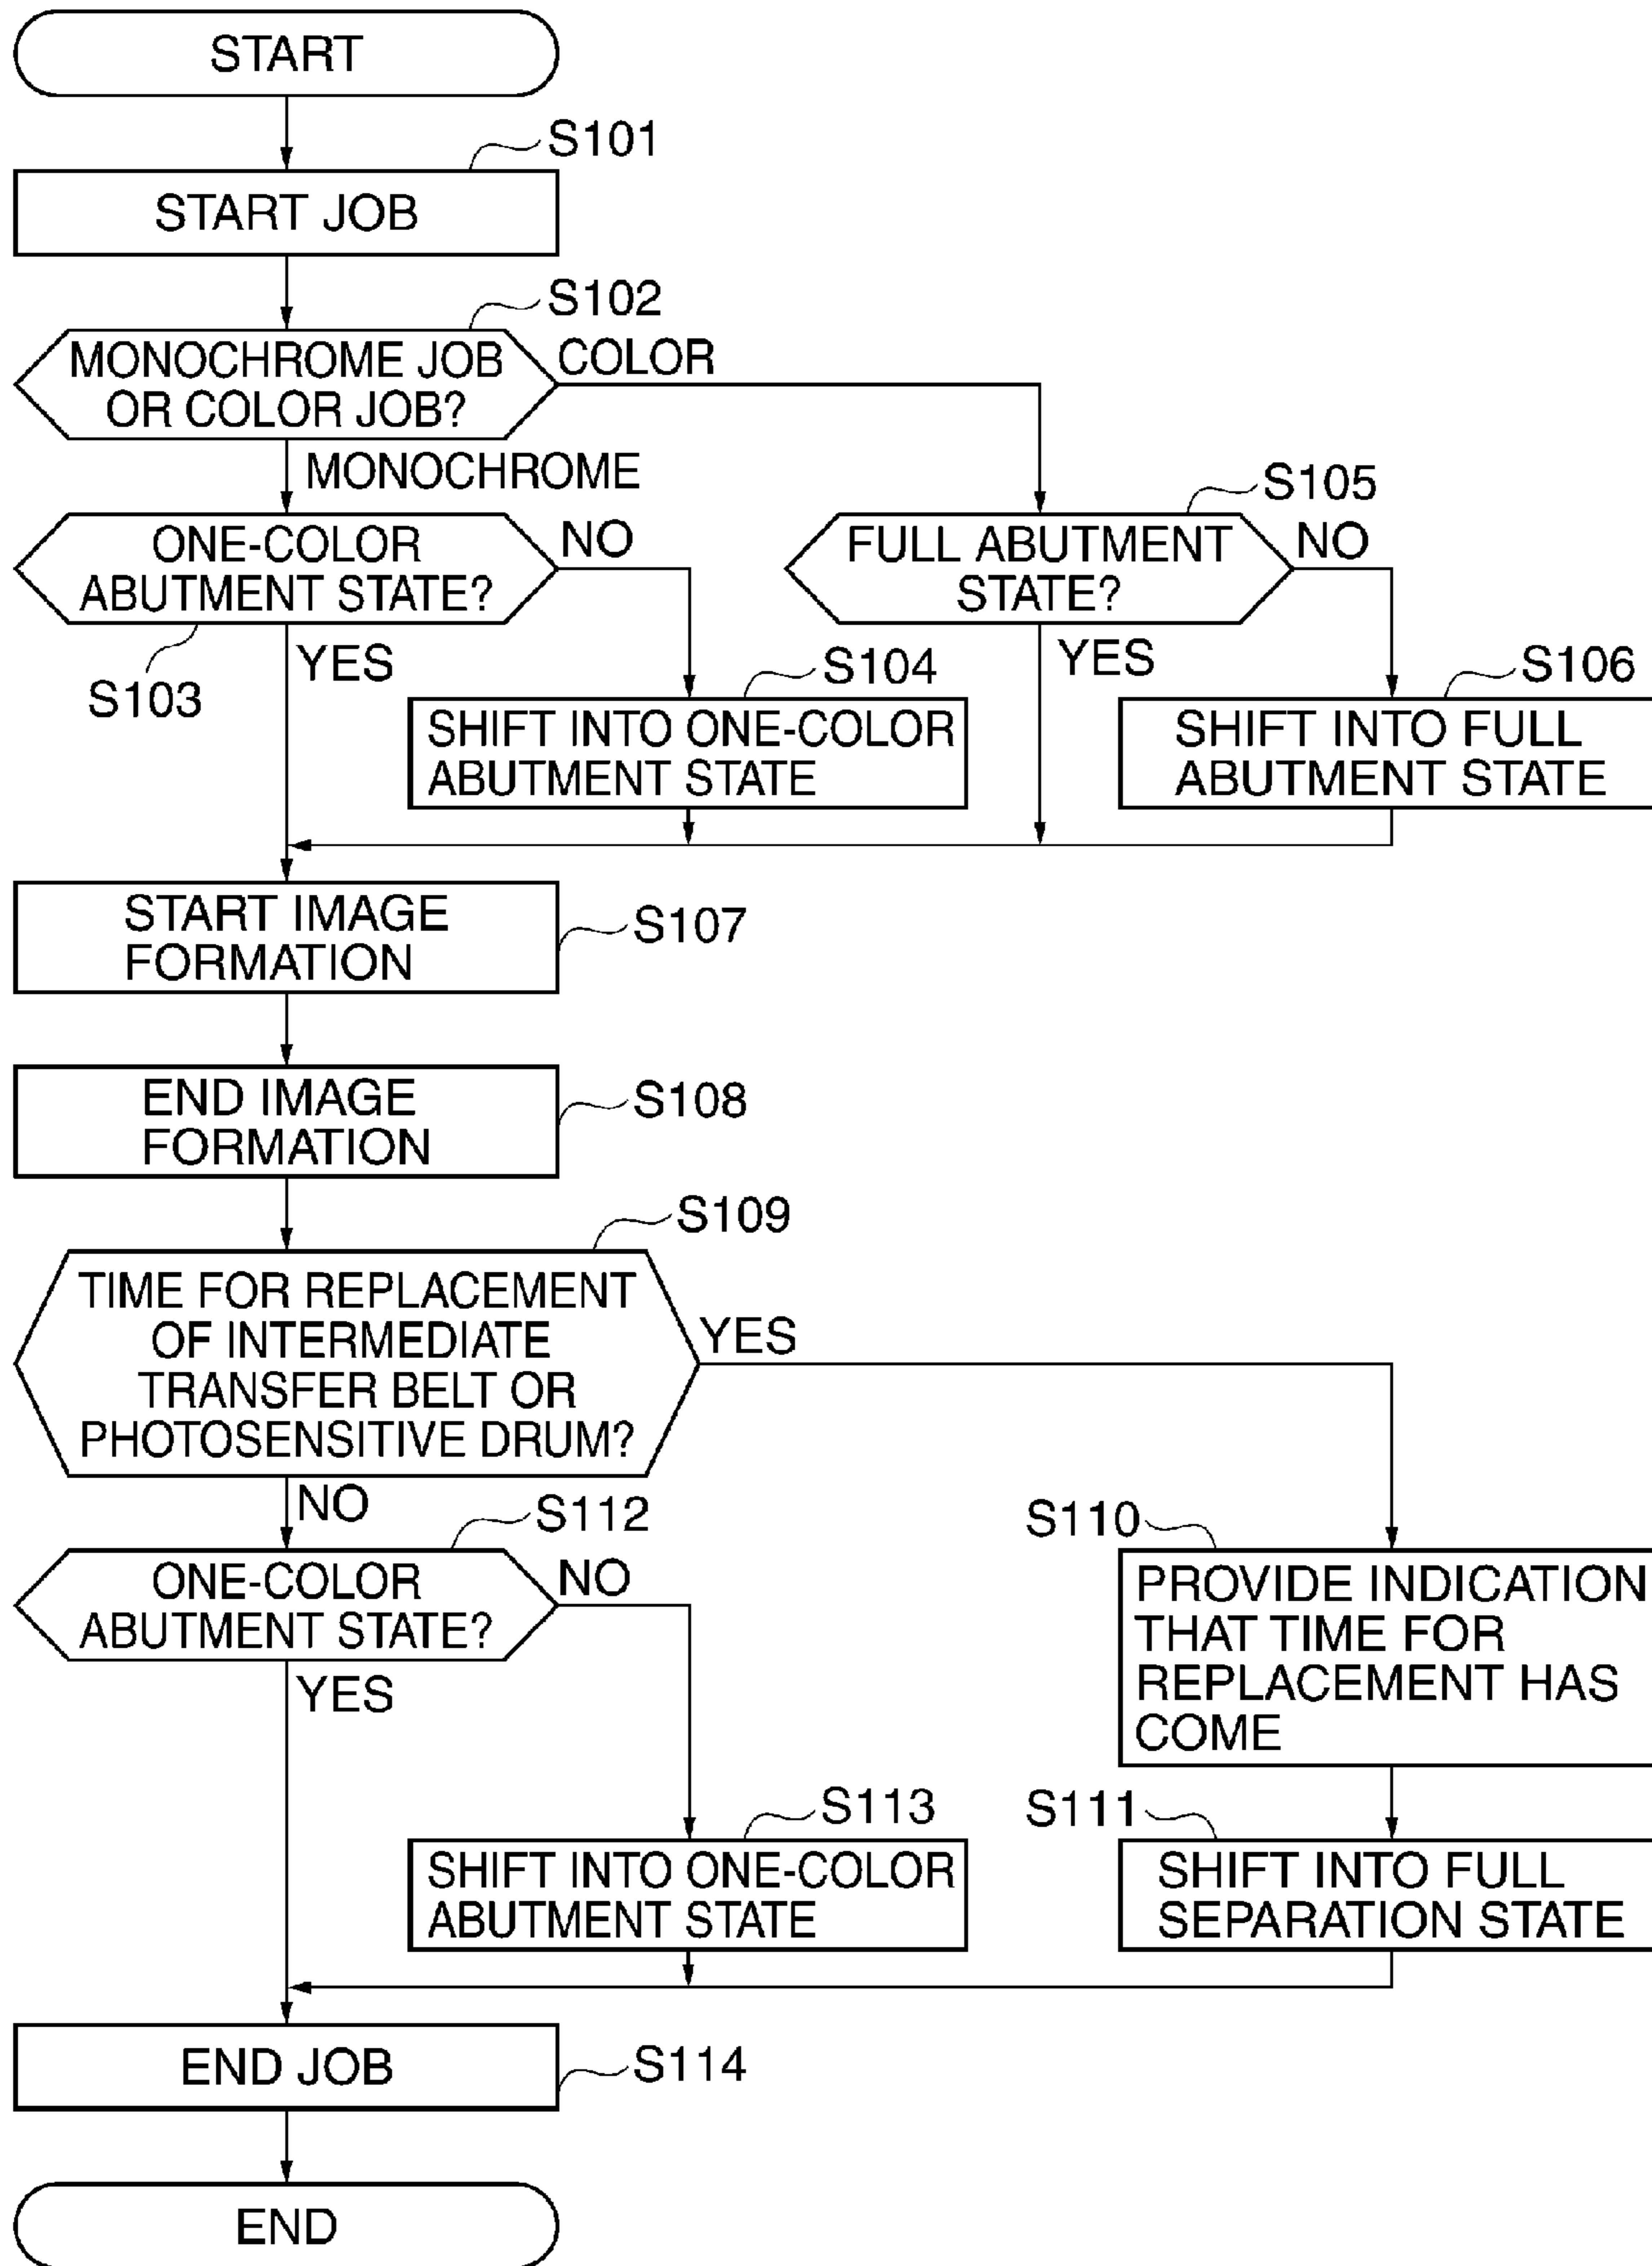 START
S101
START JOB
S102
MONOCHROME JOB
OR COLOR JOB?
COLOR
MONOCHROME
S105
ONE-COLOR
ABUTMENT STATE?
NO
FULL ABUTMENT
STATE?
NO
S103
YES
S104
YES
S106
SHIFT INTO ONE-COLOR
ABUTMENT STATE
SHIFT INTO FULL
ABUTMENT STATE
START IMAGE
FORMATION
S107
END IMAGE
FORMATION
S108
S109
TIME FOR REPLACEMENT
OF INTERMEDIATE
TRANSFER BELT OR
PHOTOSENSITIVE DRUM?
YES
NO
S112
S110
ONE-COLOR
ABUTMENT STATE?
NO
PROVIDE INDICATION
THAT TIME FOR
REPLACEMENT HAS
COME
YES
S113
S111
SHIFT INTO ONE-COLOR
ABUTMENT STATE
SHIFT INTO FULL
SEPARATION STATE
END JOB
S114
END